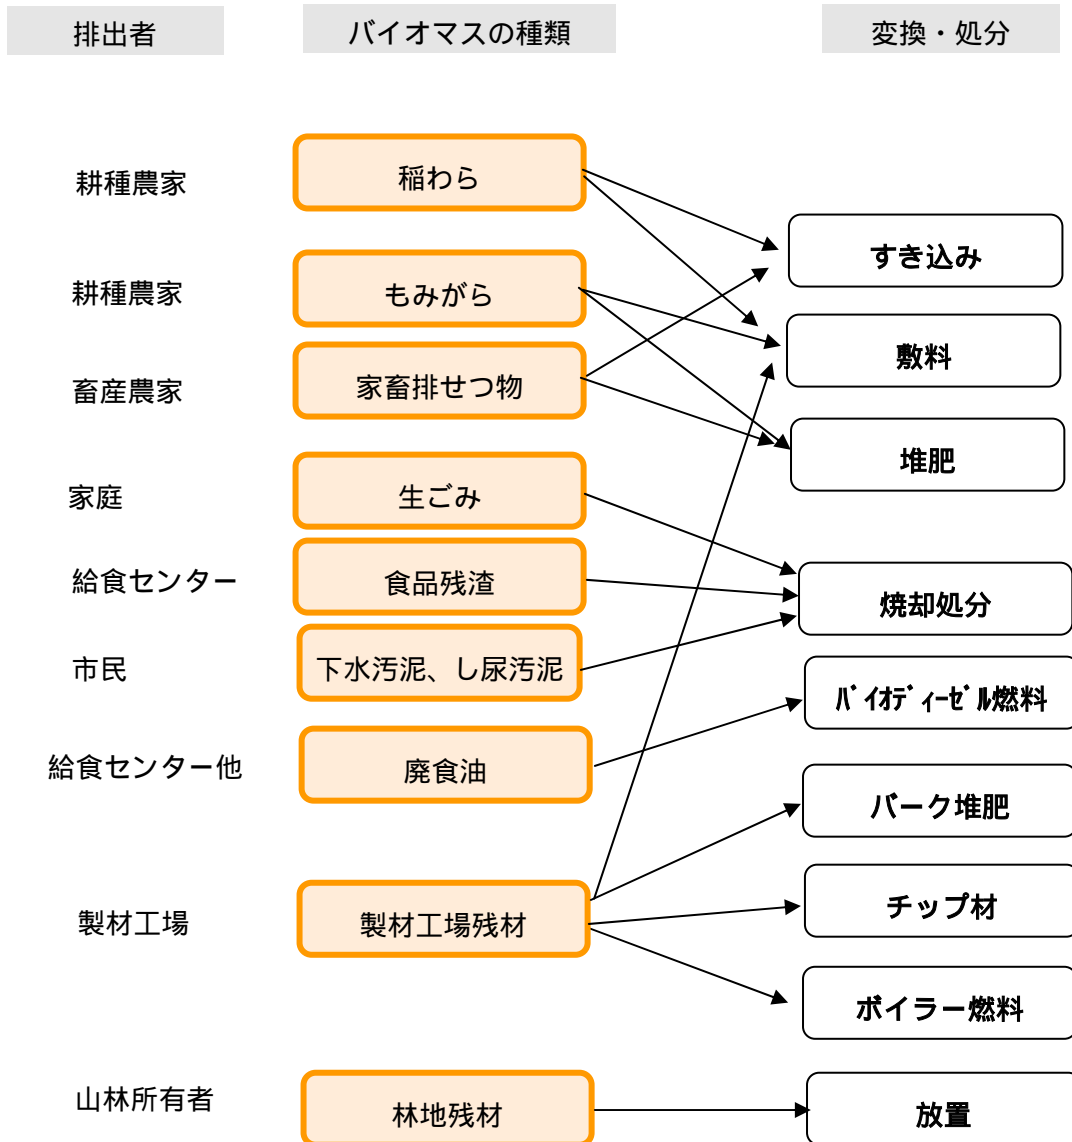 排出者 バイオマスの種類 変換・処分
耕種農家 稲わら
すき込み
耕種農家 もみがら
敷料
畜産農家 家畜排せつ物
堆肥
家庭 生ごみ
給食センター 食品残渣 焼却処分
市民 下水汚泥、し尿汚泥
ﾊﾞｲｵﾃﾞｨｰｾﾞﾙ燃料
給食センター他 廃食油
バーク堆肥
製材工場 製材工場残材 チップ材
ボイラー燃料
山林所有者 林地残材 放置